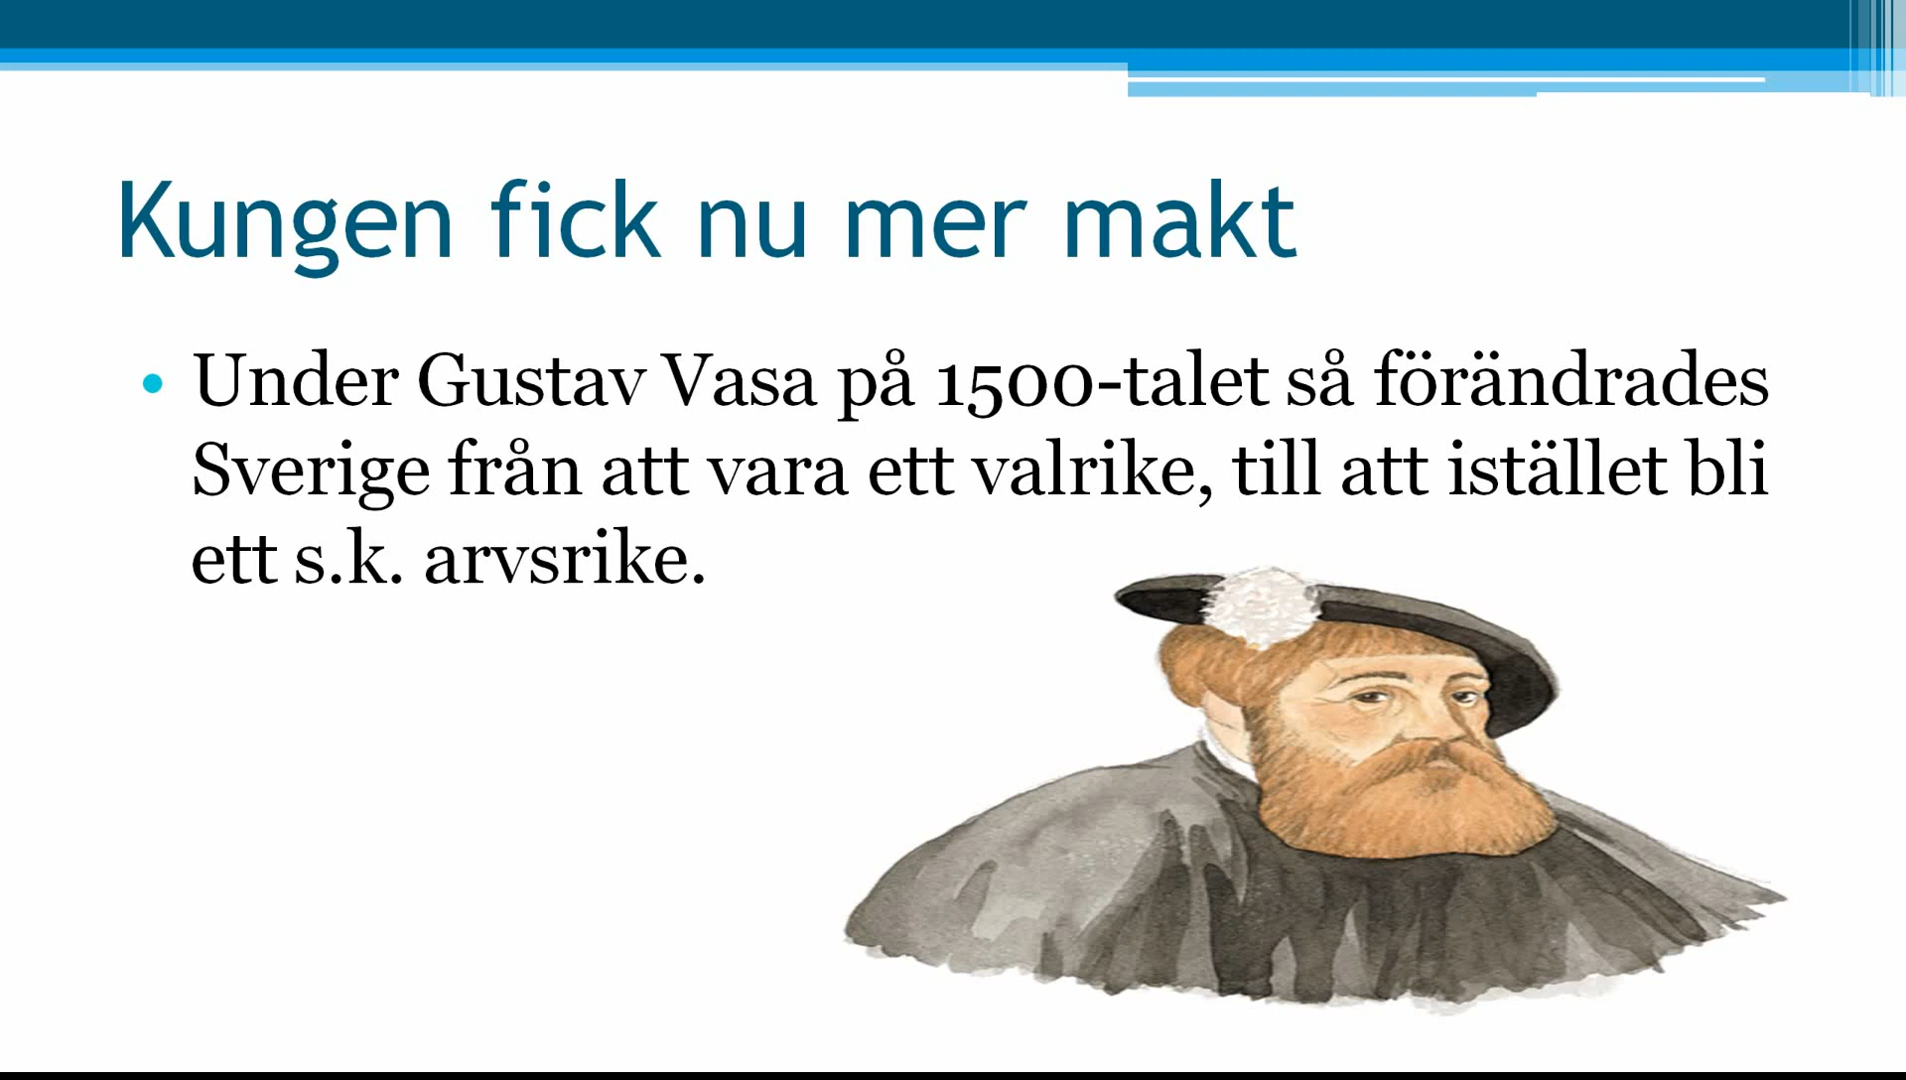 Kungen fick nu mer makt
• Under Gustav Vasa på 1500-talet så förändrades
Sverige från att vara ett valrike, till att istället bli
ett s.k. arvsrike.